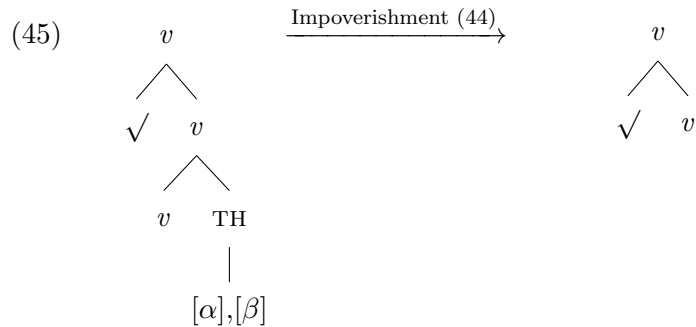 (45) v Impoverishment (44) v
√ v √ v
v TH
[α],[β]